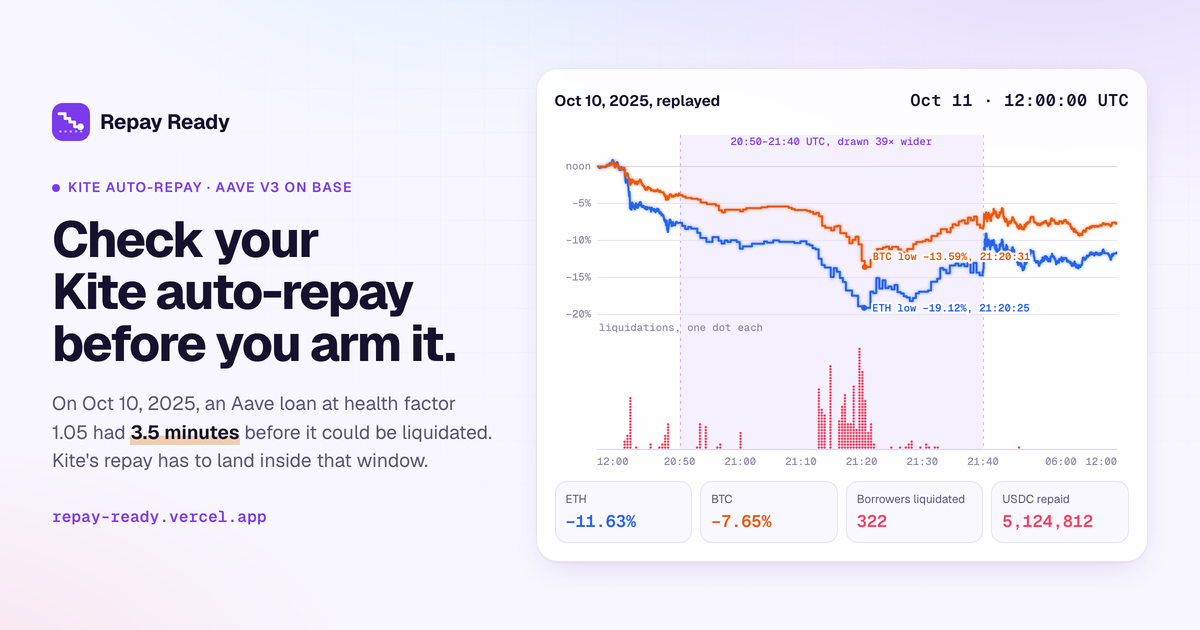 Repay Ready
KITE AUTO-REPAY · AAVE V3 ON BASE
Check your
Kite auto-repay
before you arm it.
On Oct 10, 2025, an Aave loan at health factor
1.05 had 3.5 minutes before it could be liquidated.
Kite's repay has to land inside that window.
repay-ready.vercel.app
Oct 10, 2025, replayed
Oct 11 · 12:00:00 UTC
20:50–21:40 UTC, drawn 39× wider
noon
−5%
−10%
−15%
−20%
BTC low −13.59%, 21:20:31
ETH low −19.12%, 21:20:25
liquidations, one dot each
12:00 20:50 21:00 21:10 21:20 21:30 21:40 06:00 12:00
ETH
−11.63%
BTC
−7.65%
Borrowers liquidated
322
USDC repaid
5,124,812